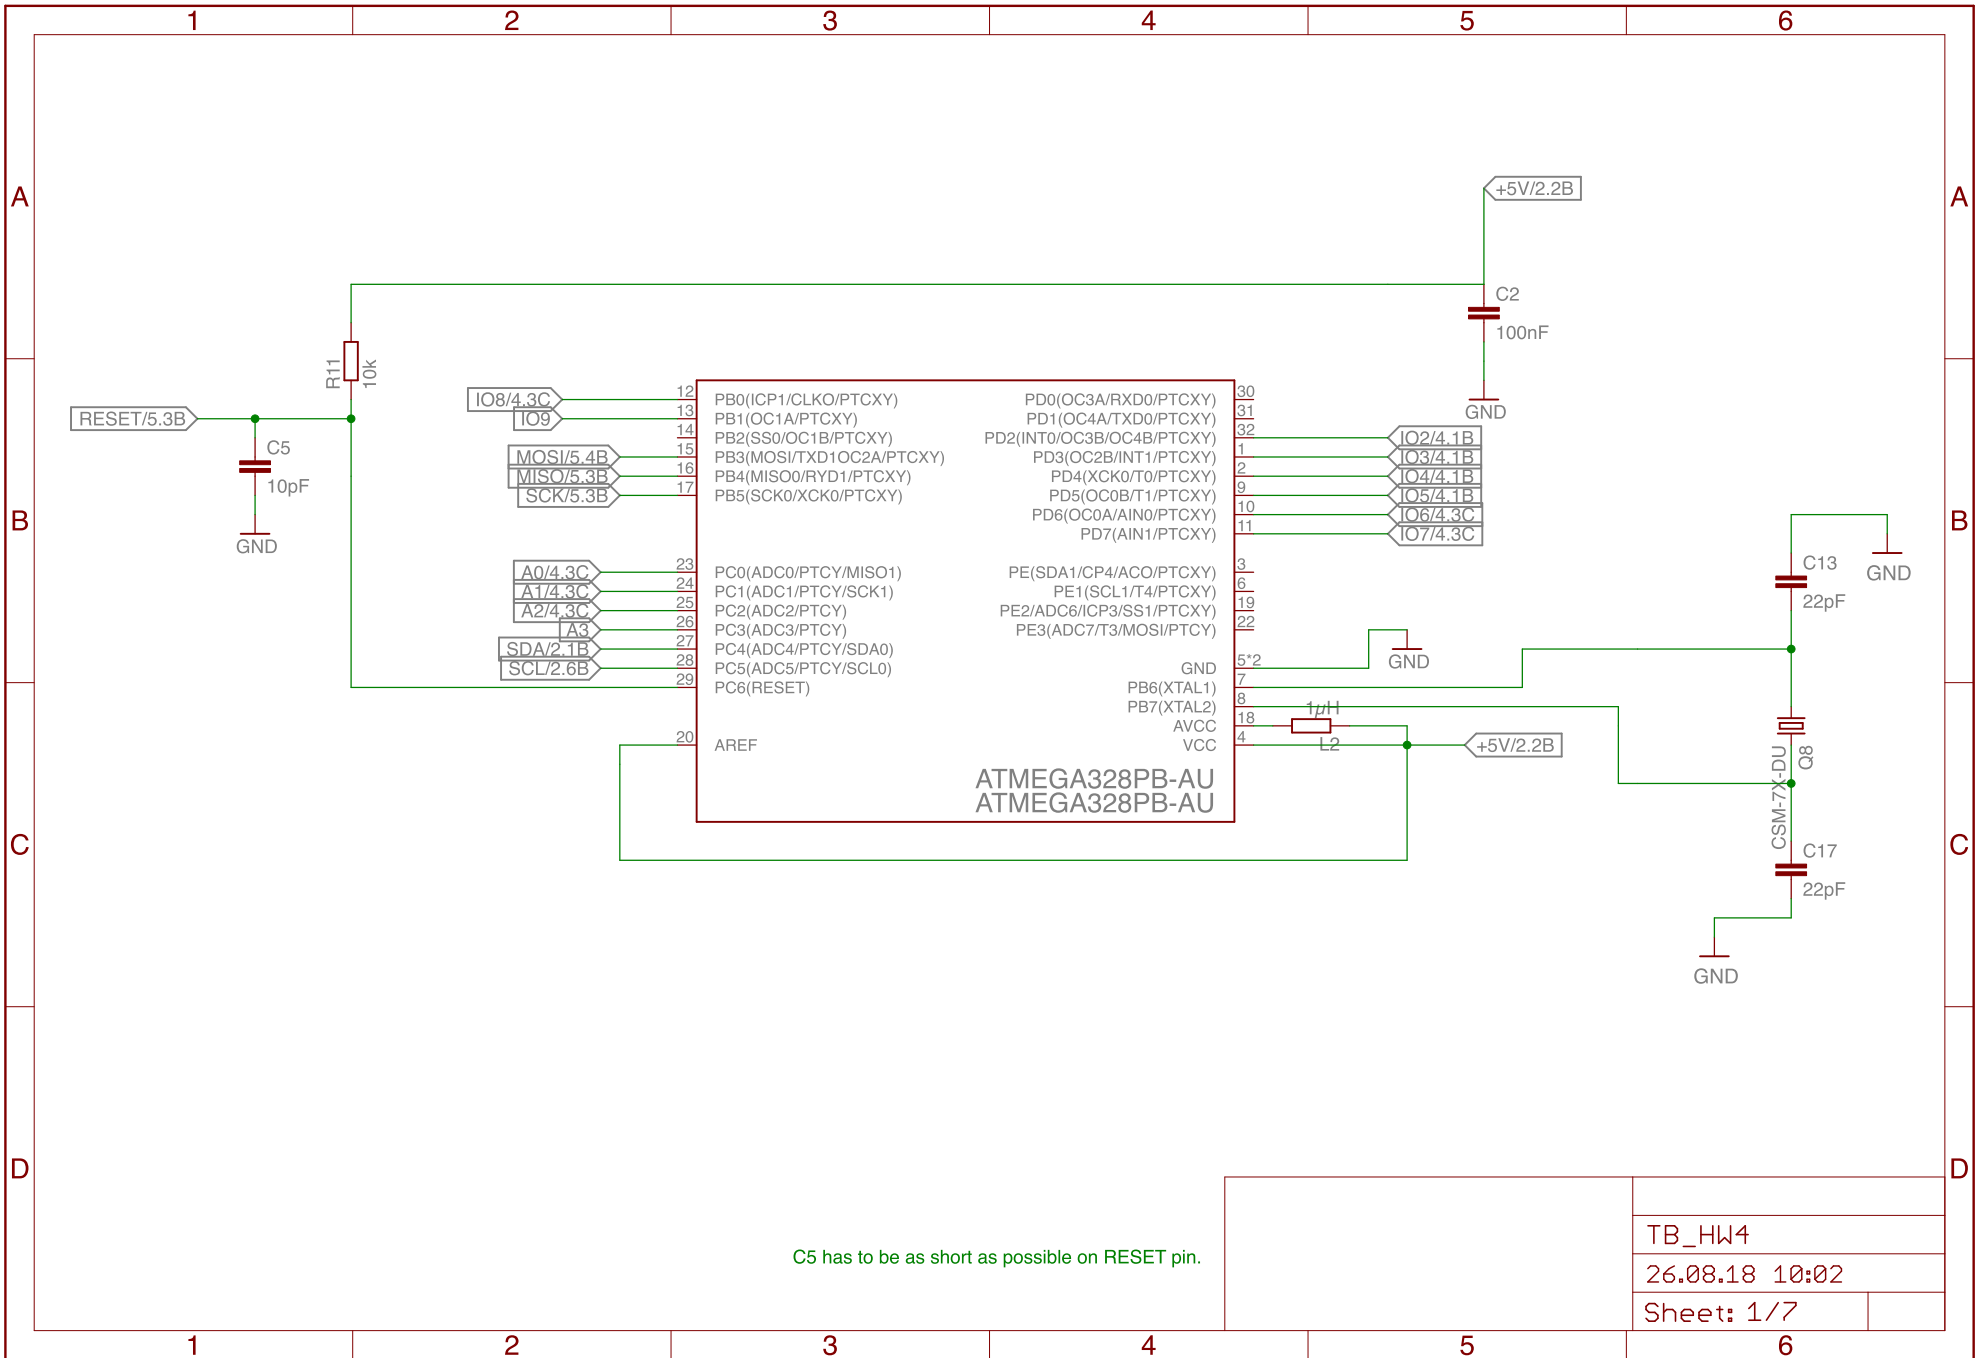 1 2 3 4 5 6
A A
+5V/2.2B
C2
100nF
GND
R11
10k
RESET/5.3B
C5
10pF
GND
B B
IO8/4.3C
IO9
MOSI/5.4B
MISO/5.3B
SCK/5.3B
A0/4.3C
A1/4.3C
A2/4.3C
A3
SDA/2.1B
SCL/2.6B
12 PB0(ICP1/CLKO/PTCXY)
13 PB1(OC1A/PTCXY)
14 PB2(SS0/OC1B/PTCXY)
15 PB3(MOSI/TXD1OC2A/PTCXY)
16 PB4(MISO0/RYD1/PTCXY)
17 PB5(SCK0/XCK0/PTCXY)
23 PC0(ADC0/PTCY/MISO1)
24 PC1(ADC1/PTCY/SCK1)
25 PC2(ADC2/PTCY)
26 PC3(ADC3/PTCY)
27 PC4(ADC4/PTCY/SDA0)
28 PC5(ADC5/PTCY/SCL0)
29 PC6(RESET)
20 AREF
PD0(OC3A/RXD0/PTCXY) 30
PD1(OC4A/TXD0/PTCXY) 31
PD2(INT0/OC3B/OC4B/PTCXY) 32
PD3(OC2B/INT1/PTCXY) 1
PD4(XCK0/T0/PTCXY) 2
PD5(OC0B/T1/PTCXY) 9
PD6(OC0A/AIN0/PTCXY) 10
PD7(AIN1/PTCXY) 11
PE(SDA1/CP4/ACO/PTCXY) 3
PE1(SCL1/T4/PTCXY) 6
PE2/ADC6/ICP3/SS1/PTCXY) 19
PE3(ADC7/T3/MOSI/PTCY) 22
GND 5*2
PB6(XTAL1) 7
PB7(XTAL2) 8
AVCC 18
VCC 4
ATMEGA328PB-AU
ATMEGA328PB-AU
IO2/4.1B
IO3/4.1B
IO4/4.1B
IO5/4.1B
IO6/4.3C
IO7/4.3C
GND
1µH
L2
+5V/2.2B
C13
22pF
GND
CSM-7X-DU
Q8
C17
22pF
GND
C C
D D
C5 has to be as short as possible on RESET pin.
TB_HW4
26.08.18 10:02
Sheet: 1/7
1 2 3 4 5 6